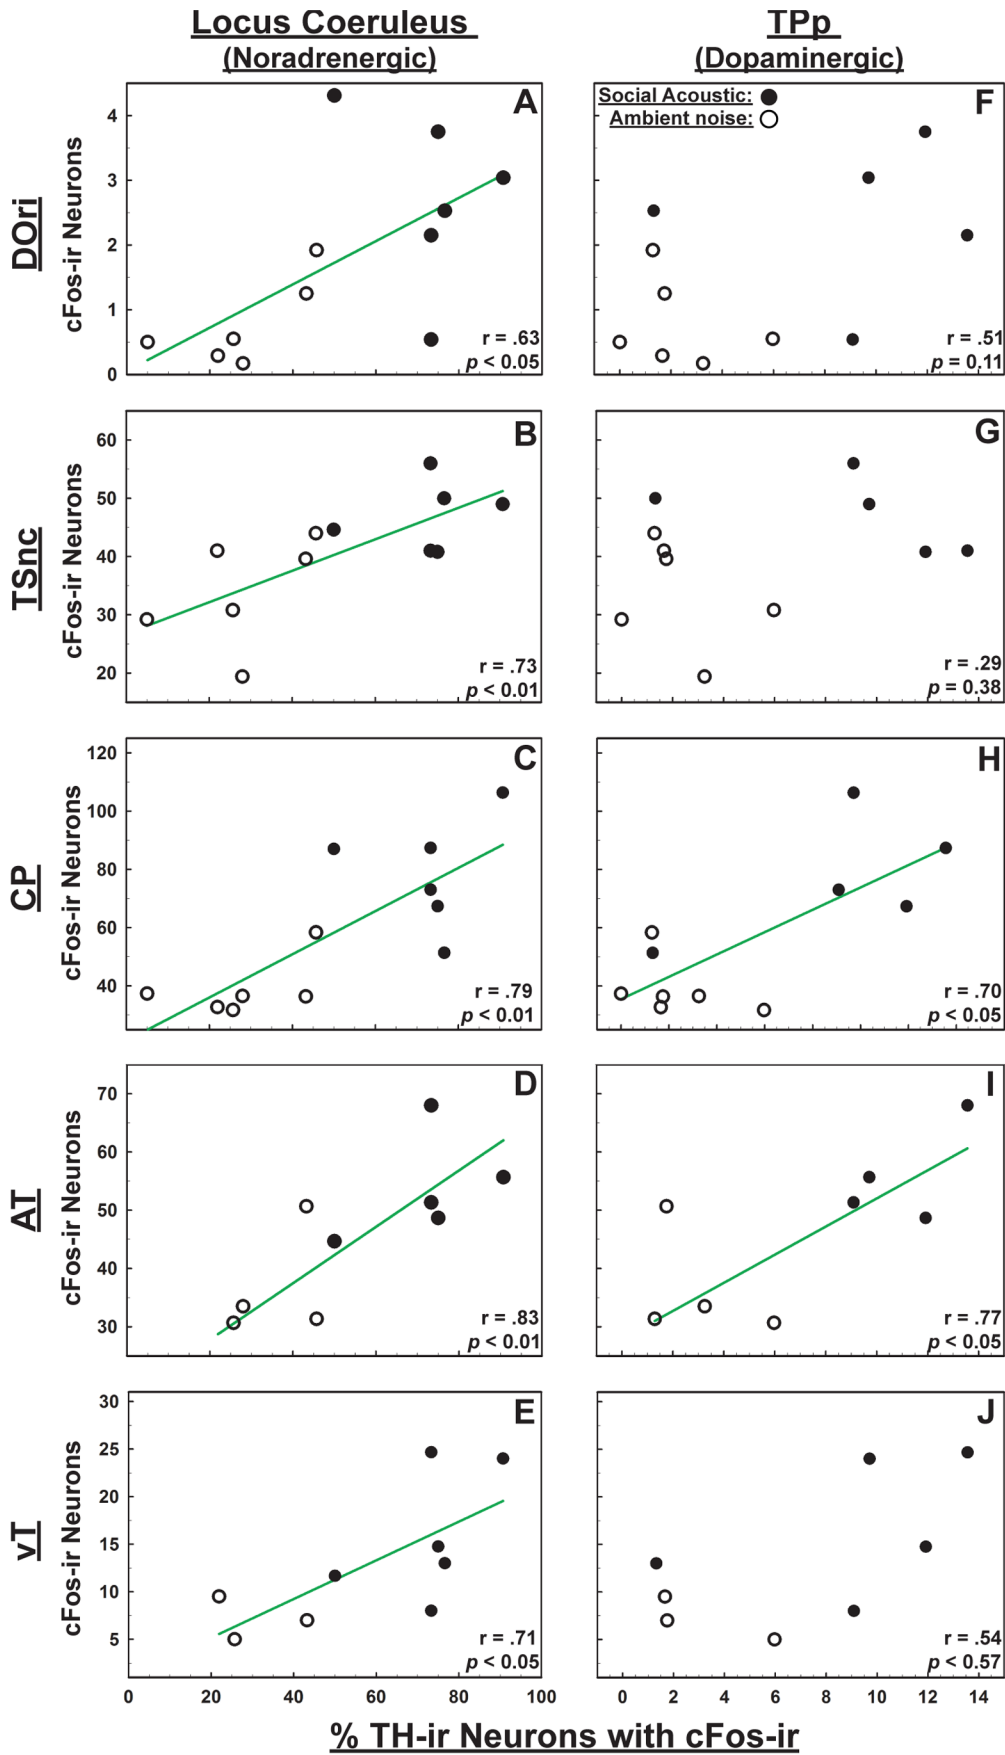 Locus Coeruleus
(Noradrenergic)
TPp
(Dopaminergic)
DOri
cFos-ir Neurons
4
3
2
1
0
A
r = .63
p < 0.05
Social Acoustic:
Ambient noise:
F
r = .51
p = 0.11
TSnc
cFos-ir Neurons
60
50
40
30
20
B
r = .73
p < 0.01
G
r = .29
p = 0.38
CP
cFos-ir Neurons
120
100
80
60
40
C
r = .79
p < 0.01
H
r = .70
p < 0.05
AT
cFos-ir Neurons
70
60
50
40
30
D
r = .83
p < 0.01
I
r = .77
p < 0.05
vT
cFos-ir Neurons
30
25
20
15
10
5
E
r = .71
p < 0.05
J
r = .54
p < 0.57
0 20 40 60 80 100
0 2 4 6 8 10 12 14
% TH-ir Neurons with cFos-ir